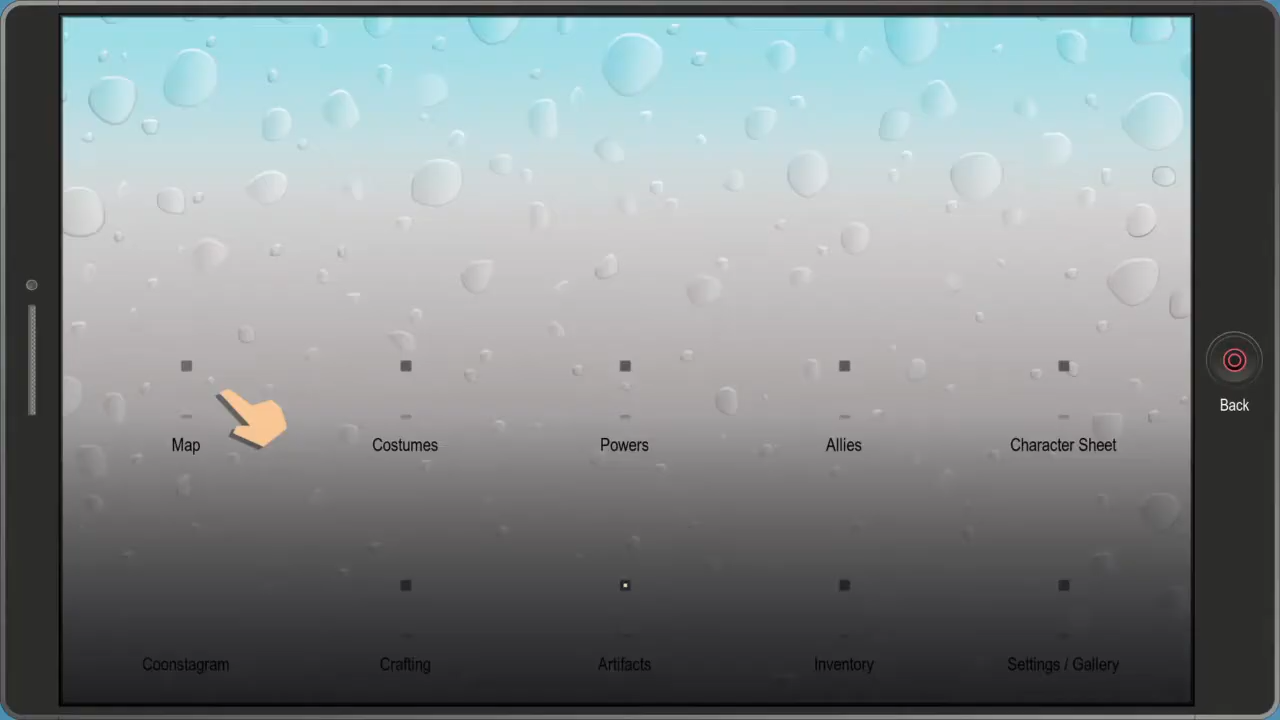 Map
Costumes
Powers
Allies
Character Sheet
Back
Coonstagram
Crafting
Artifacts
Inventory
Settings / Gallery